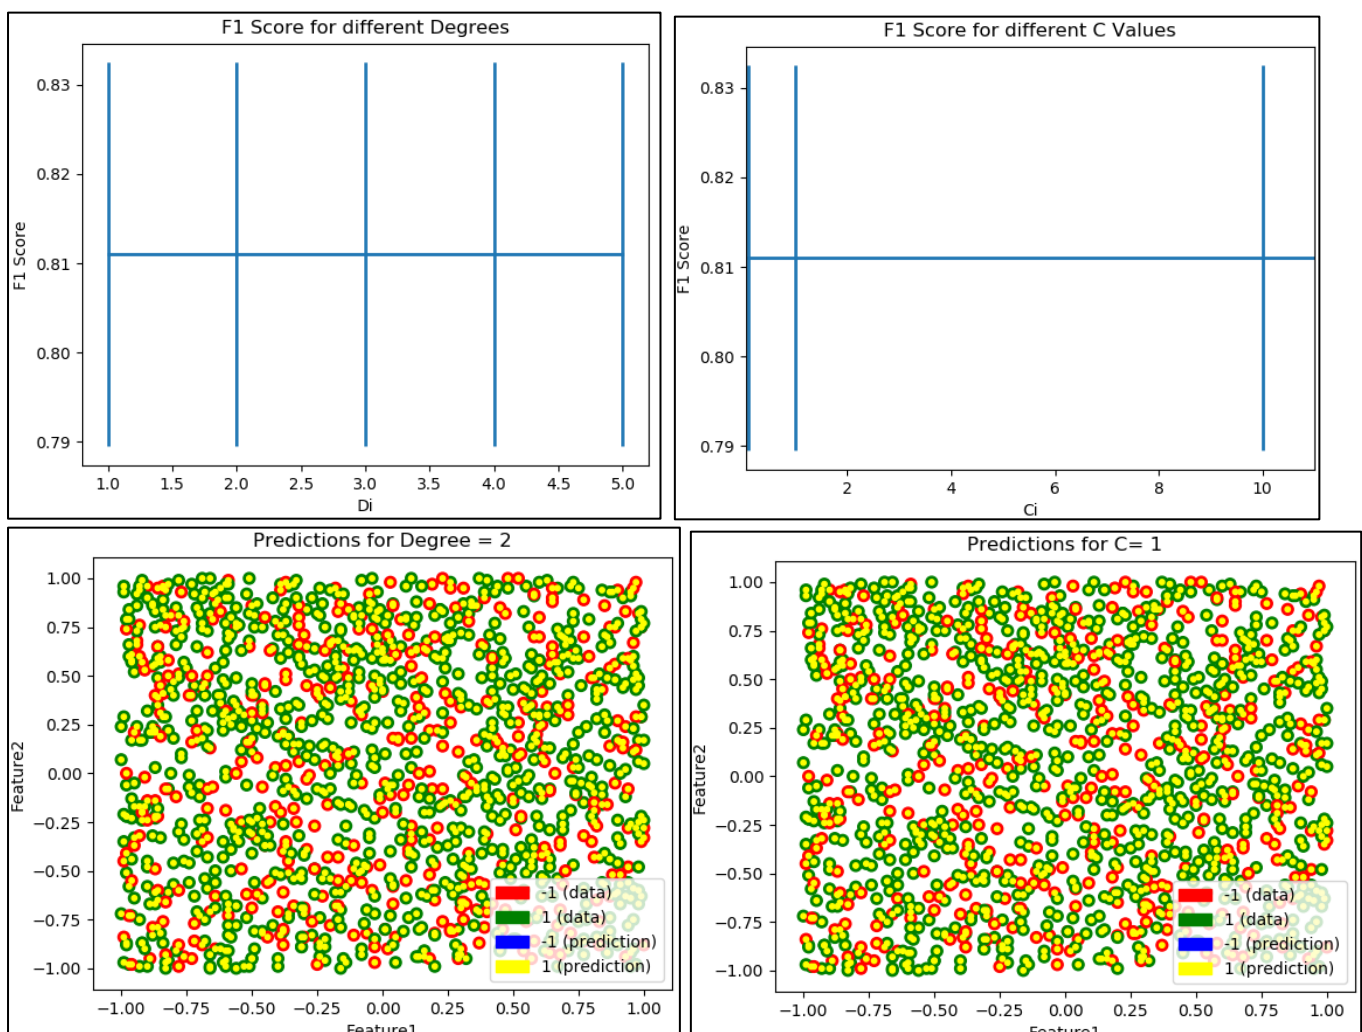 F1 Score for different Degrees
0.83
0.82
0.81
0.80
0.79
F1 Score
1.0 1.5 2.0 2.5 3.0 3.5 4.0 4.5 5.0
Di
F1 Score for different C Values
0.83
0.82
0.81
0.80
0.79
F1 Score
2 4 6 8 10
Ci
Predictions for Degree = 2
1.00
0.75
0.50
0.25
0.00
−0.25
−0.50
−0.75
−1.00
Feature2
-1 (data)
1 (data)
-1 (prediction)
1 (prediction)
−1.00 −0.75 −0.50 −0.25 0.00 0.25 0.50 0.75 1.00
Feature1
Predictions for C= 1
1.00
0.75
0.50
0.25
0.00
−0.25
−0.50
−0.75
−1.00
Feature2
-1 (data)
1 (data)
-1 (prediction)
1 (prediction)
−1.00 −0.75 −0.50 −0.25 0.00 0.25 0.50 0.75 1.00
Feature1